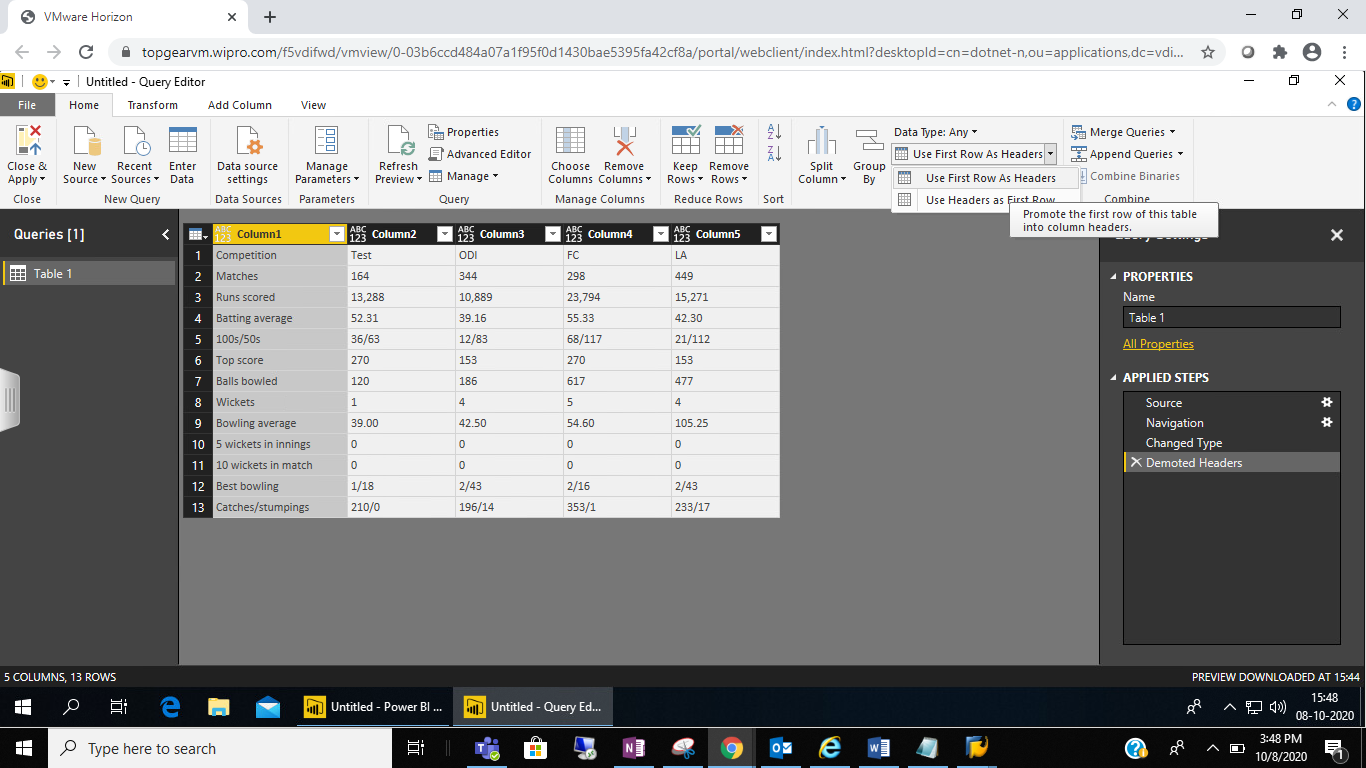 VMware Horizon
topgearvm.wipro.com/f5vdifwd/vmview/0-03b6ccd484a07a1f95f0d1430bae5395fa42cf8a/portal/webclient/index.html?desktopId=cn=dotnet-n,ou=applications,dc=vdi...
Untitled - Query Editor
File Home Transform Add Column View
Close & Apply
New Source
Recent Sources
Enter Data
Data source settings
Manage Parameters
Refresh Preview
Properties
Advanced Editor
Manage
Choose Columns
Remove Columns
Keep Rows
Remove Rows
Split Column
Group By
Data Type: Any
Use First Row As Headers
Use First Row As Headers
Use Headers as First Row
Promote the first row of this table
into column headers.
Merge Queries
Append Queries
Combine Binaries
Close New Query Data Sources Parameters Query Manage Columns Reduce Rows Sort Combine
Queries [1]
Table 1
ABC 123 Column1 ABC 123 Column2 ABC 123 Column3 ABC 123 Column4 ABC 123 Column5
1 Competition Test ODI FC LA
2 Matches 164 344 298 449
3 Runs scored 13,288 10,889 23,794 15,271
4 Batting average 52.31 39.16 55.33 42.30
5 100s/50s 36/63 12/83 68/117 21/112
6 Top score 270 153 270 153
7 Balls bowled 120 186 617 477
8 Wickets 1 4 5 4
9 Bowling average 39.00 42.50 54.60 105.25
10 5 wickets in innings 0 0 0 0
11 10 wickets in match 0 0 0 0
12 Best bowling 1/18 2/43 2/16 2/43
13 Catches/stumpings 210/0 196/14 353/1 233/17
PROPERTIES
Name
Table 1
All Properties
APPLIED STEPS
Source
Navigation
Changed Type
Demoted Headers
5 COLUMNS, 13 ROWS
PREVIEW DOWNLOADED AT 15:44
Untitled - Power BI ...
Untitled - Query Ed...
15:48
08-10-2020
Type here to search
3:48 PM
10/8/2020
1